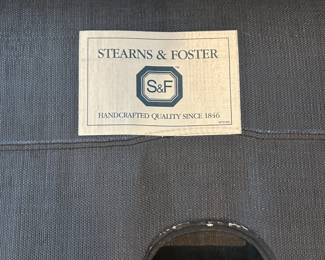 STEARNS & FOSTER
S&F
HANDCRAFTED QUALITY SINCE 1846